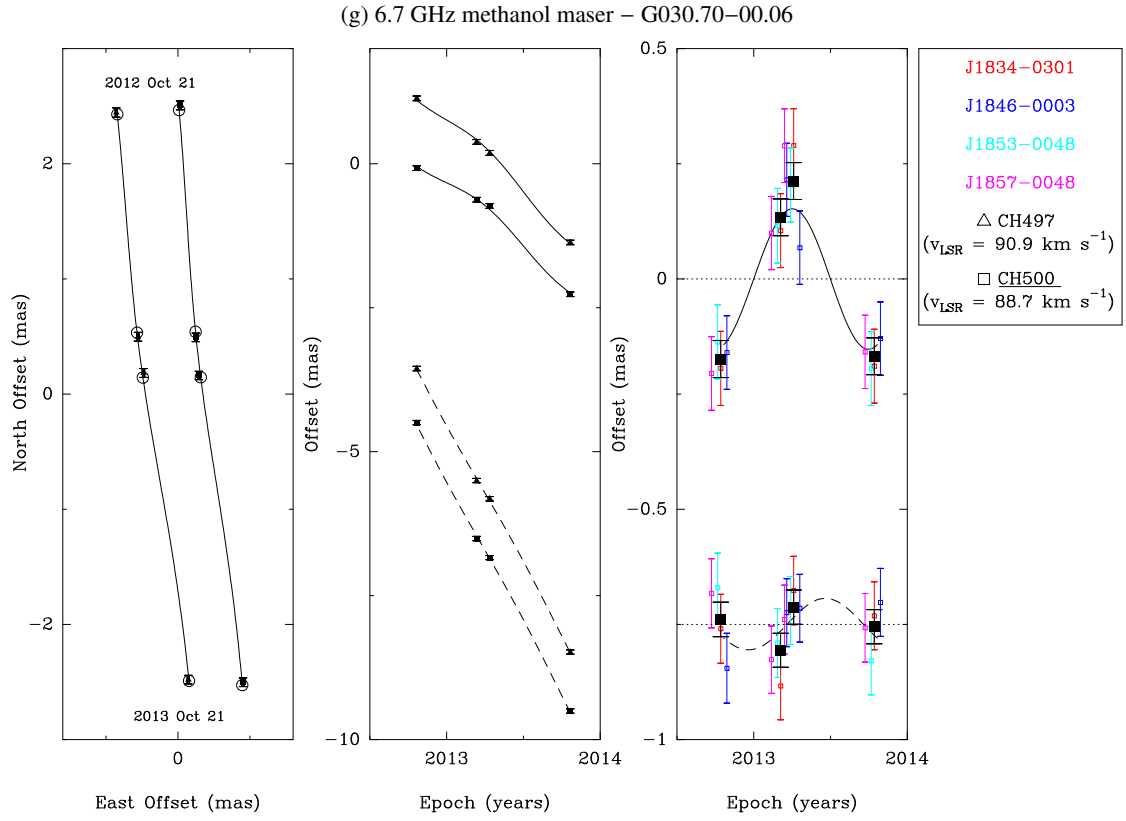 (g) 6.7 GHz methanol maser – G030.70−00.06
2012 Oct 21
2013 Oct 21
North Offset (mas)
2
0
−2
0
East Offset (mas)
Offset (mas)
0
−5
−10
2013
2014
Epoch (years)
Offset (mas)
0.5
0
−0.5
−1
2013
2014
Epoch (years)
J1834−0301
J1846−0003
J1853−0048
J1857−0048
△ CH497
(v_LSR = 90.9 km s⁻¹)
□ CH500
(v_LSR = 88.7 km s⁻¹)